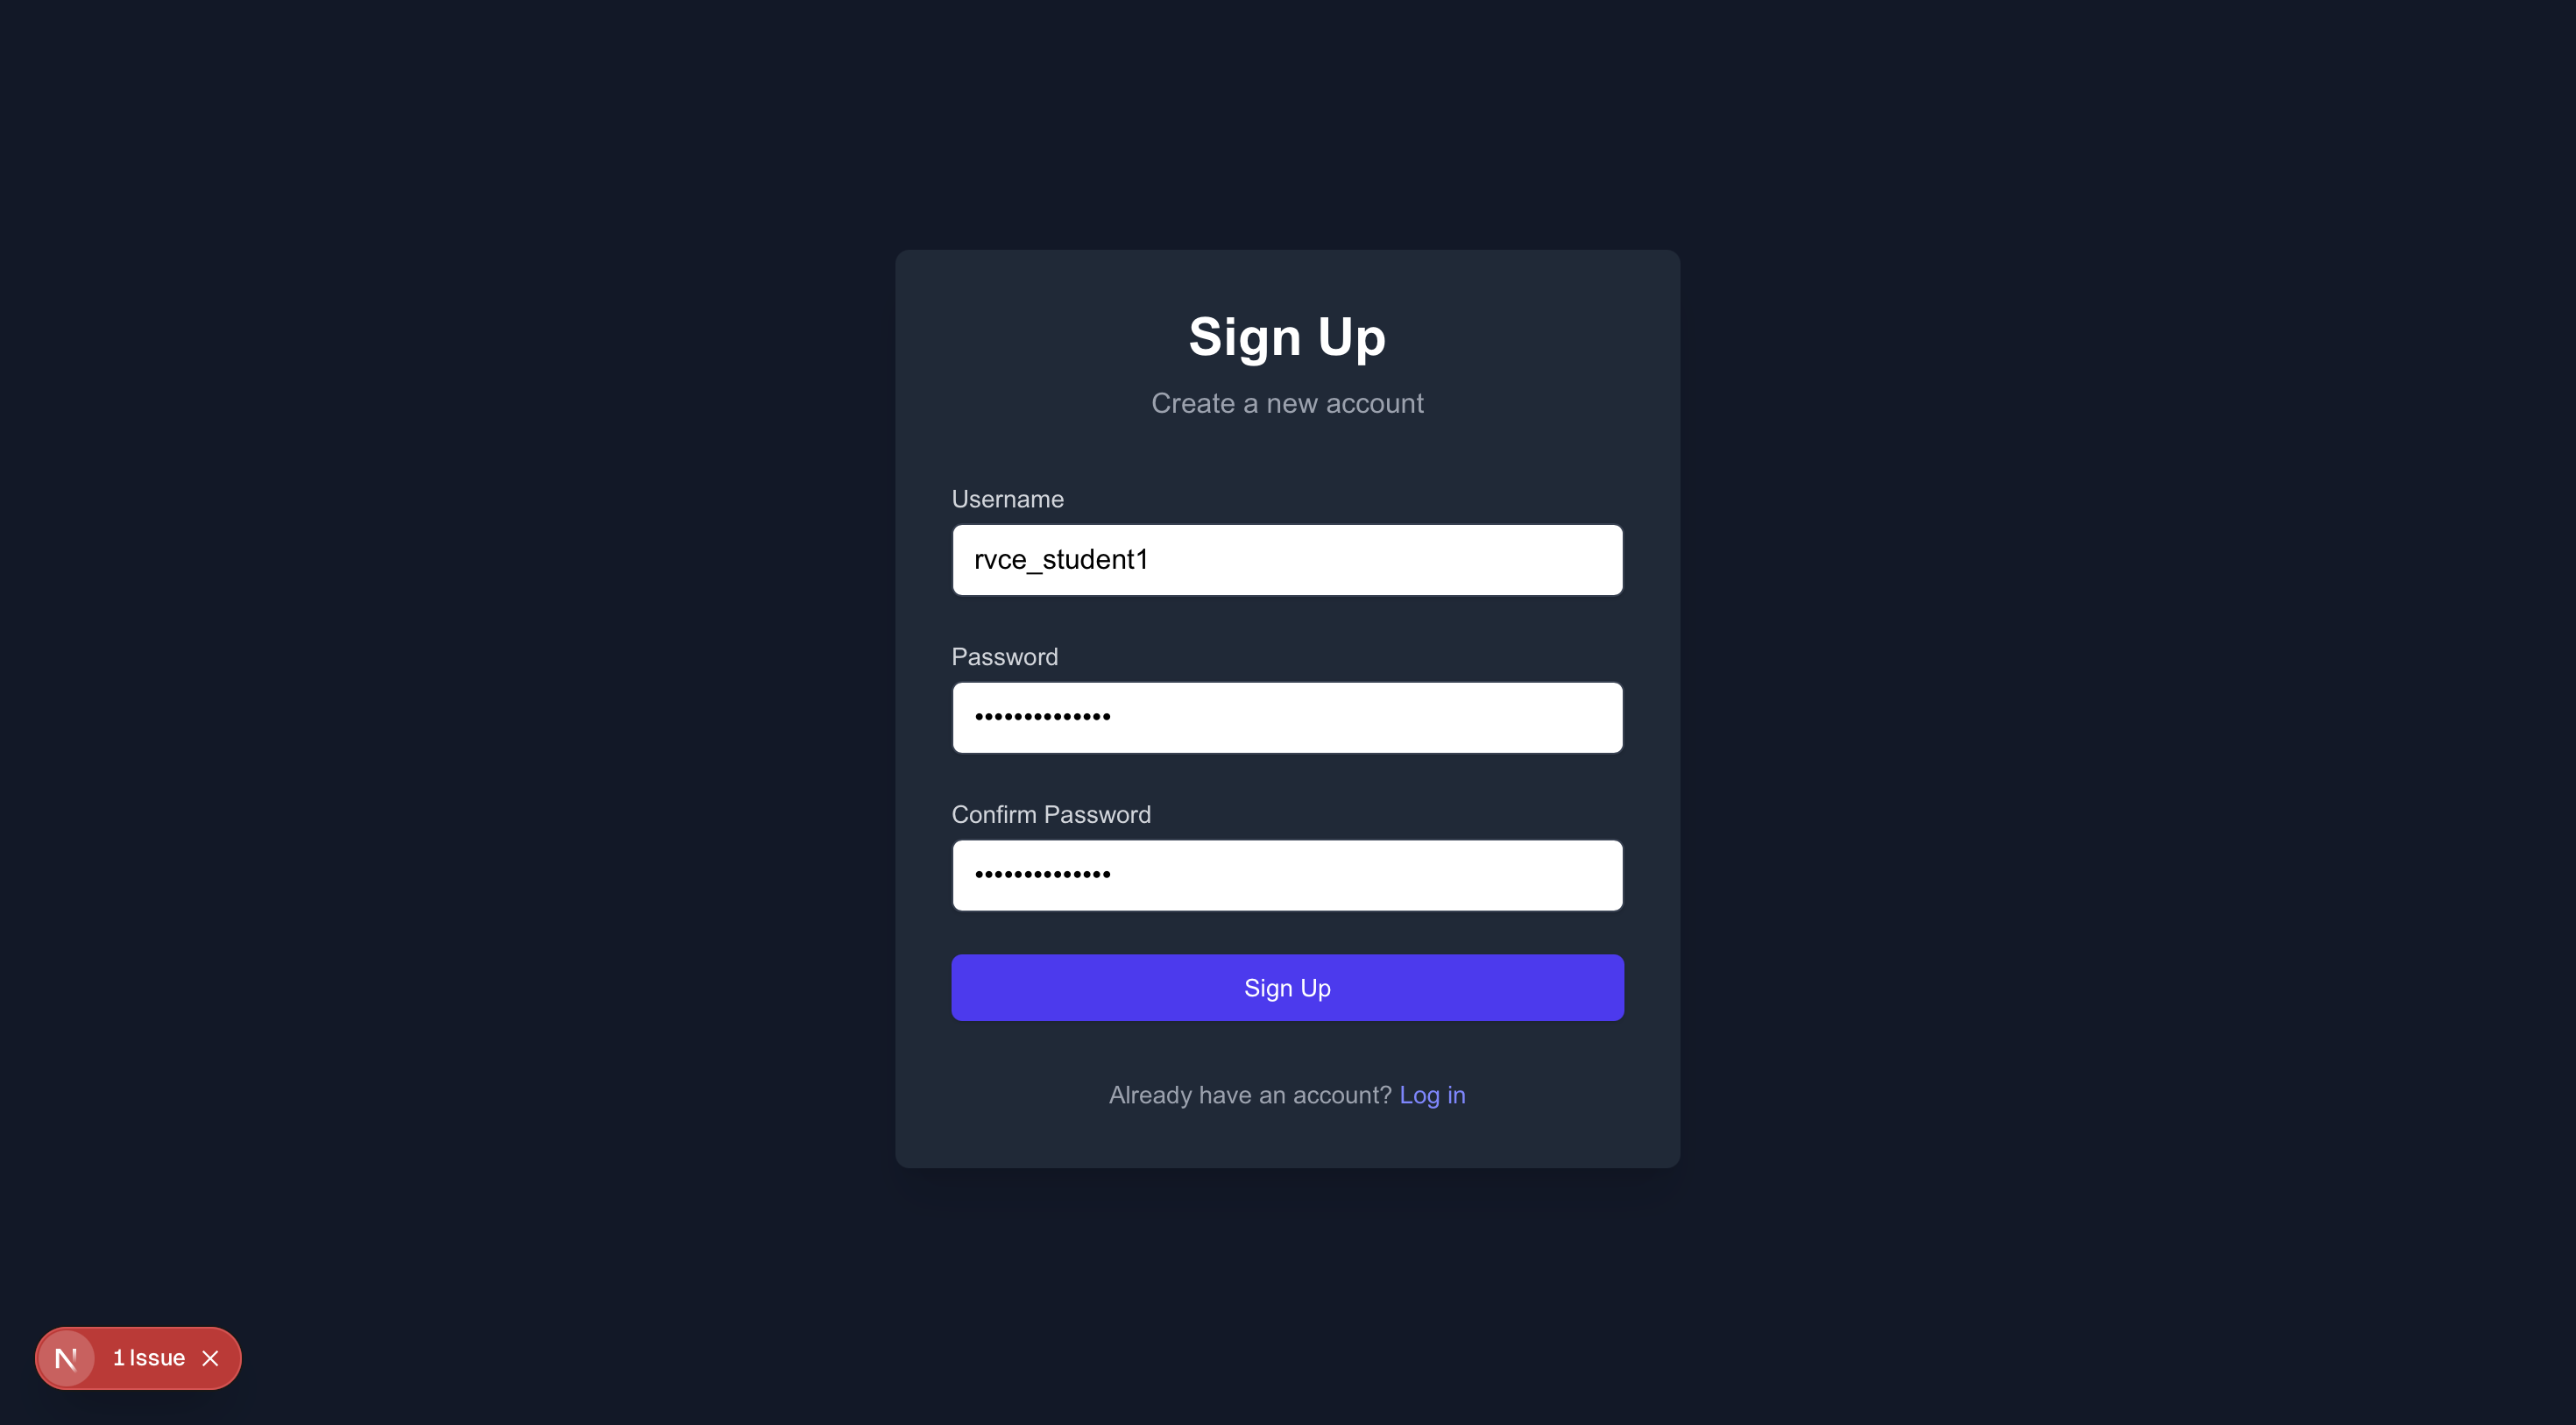 Sign Up
Create a new account
Username
rvce_student1
Password
••••••••••••••
Confirm Password
••••••••••••••
Sign Up
Already have an account? Log in
N 1 Issue